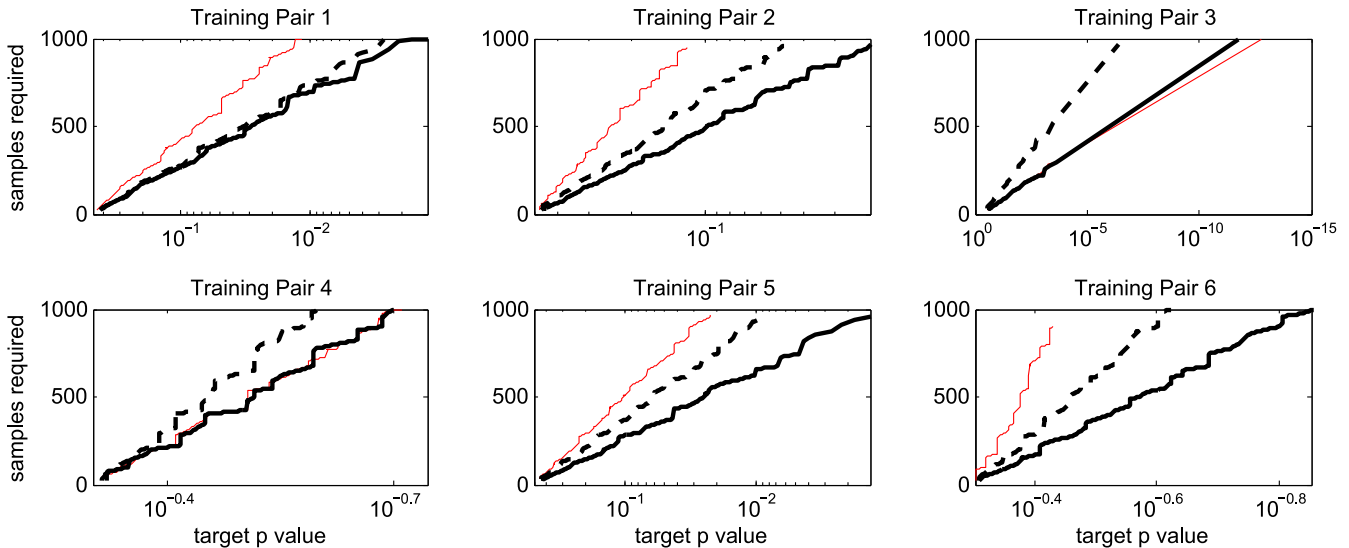 Training Pair 1
samples required
1000
500
0
10^-1
10^-2
Training Pair 2
1000
500
0
10^-1
Training Pair 3
1000
500
0
10^0
10^-5
10^-10
10^-15
Training Pair 4
samples required
1000
500
0
10^-0.4
10^-0.7
target p value
Training Pair 5
1000
500
0
10^-1
10^-2
target p value
Training Pair 6
1000
500
0
10^-0.4
10^-0.6
10^-0.8
target p value